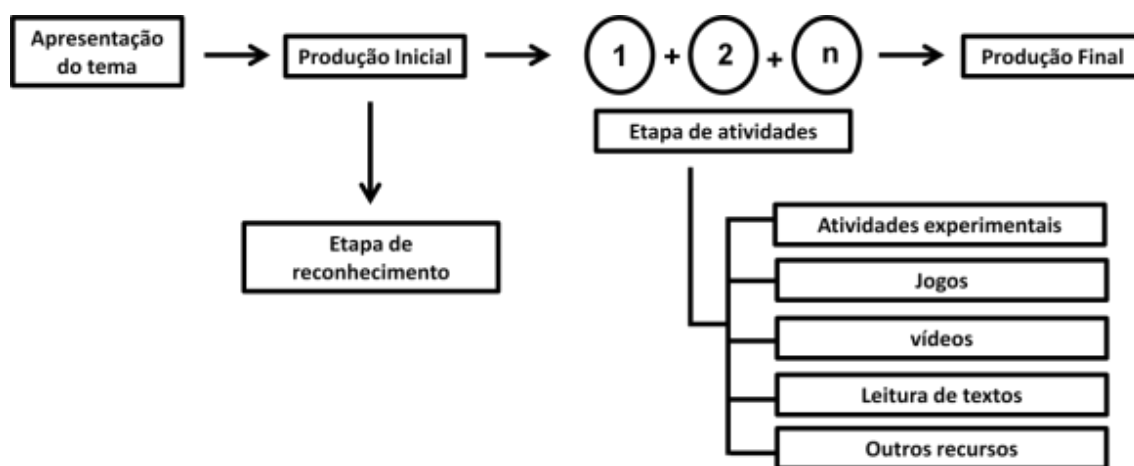 Apresentação
do tema
Produção Inicial
1 + 2 + n
Produção Final
Etapa de atividades
Etapa de
reconhecimento
Atividades experimentais
Jogos
vídeos
Leitura de textos
Outros recursos